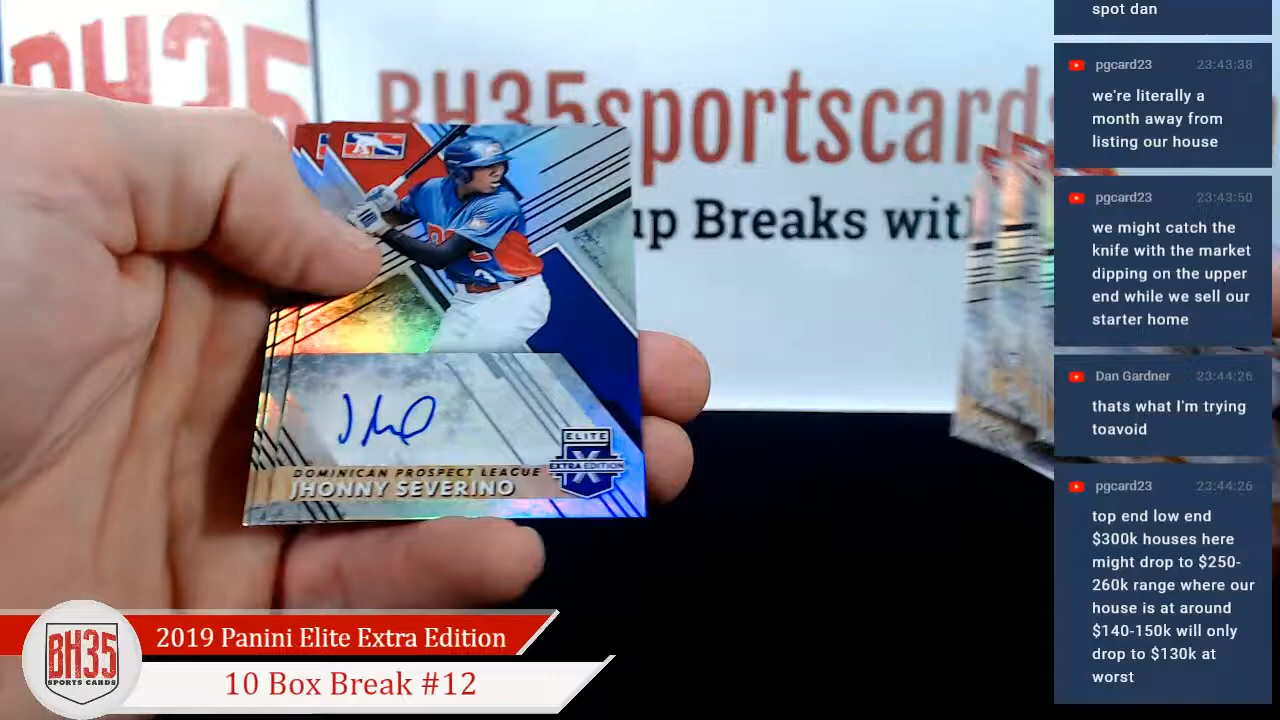 BH35
BH35sportscards
up Breaks with
ELITE
X
EXTRA EDITION
DOMINICAN PROSPECT LEAGUE
JHONNY SEVERINO
3
2019 Panini Elite Extra Edition
10 Box Break #12
BH35
SPORTS CARDS
spot dan
pgcard23 23:43:38
we're literally a
month away from
listing our house
pgcard23 23:43:50
we might catch the
knife with the market
dipping on the upper
end while we sell our
starter home
Dan Gardner 23:44:26
thats what I'm trying
toavoid
pgcard23 23:44:26
top end low end
$300k houses here
might drop to $250-
260k range where our
house is at around
$140-150k will only
drop to $130k at
worst